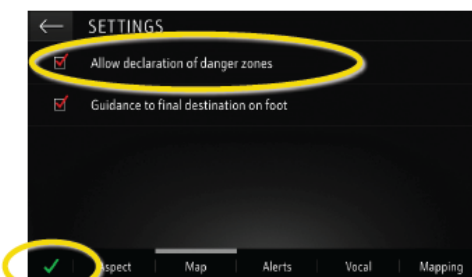 SETTINGS
Allow declaration of danger zones
Guidance to final destination on foot
Aspect Map Alerts Vocal Mapping